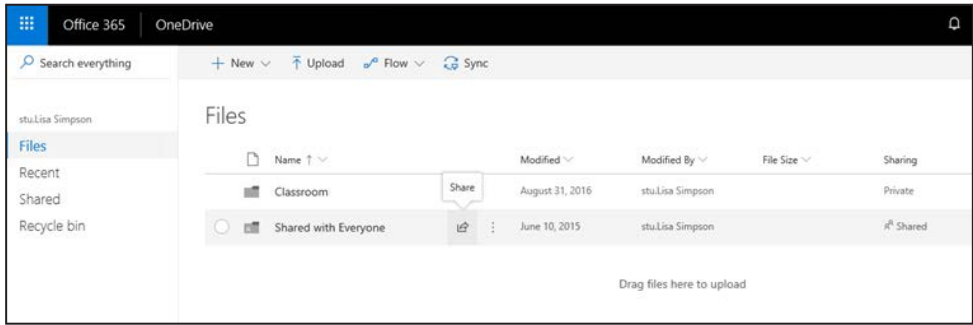 Office 365 OneDrive
Search everything
New Upload Flow Sync
stu.Lisa Simpson
Files
Recent
Shared
Recycle bin
Files
Name Modified Modified By File Size Sharing
Share
Classroom August 31, 2016 stu.Lisa Simpson Private
Shared with Everyone June 10, 2015 stu.Lisa Simpson Shared
Drag files here to upload